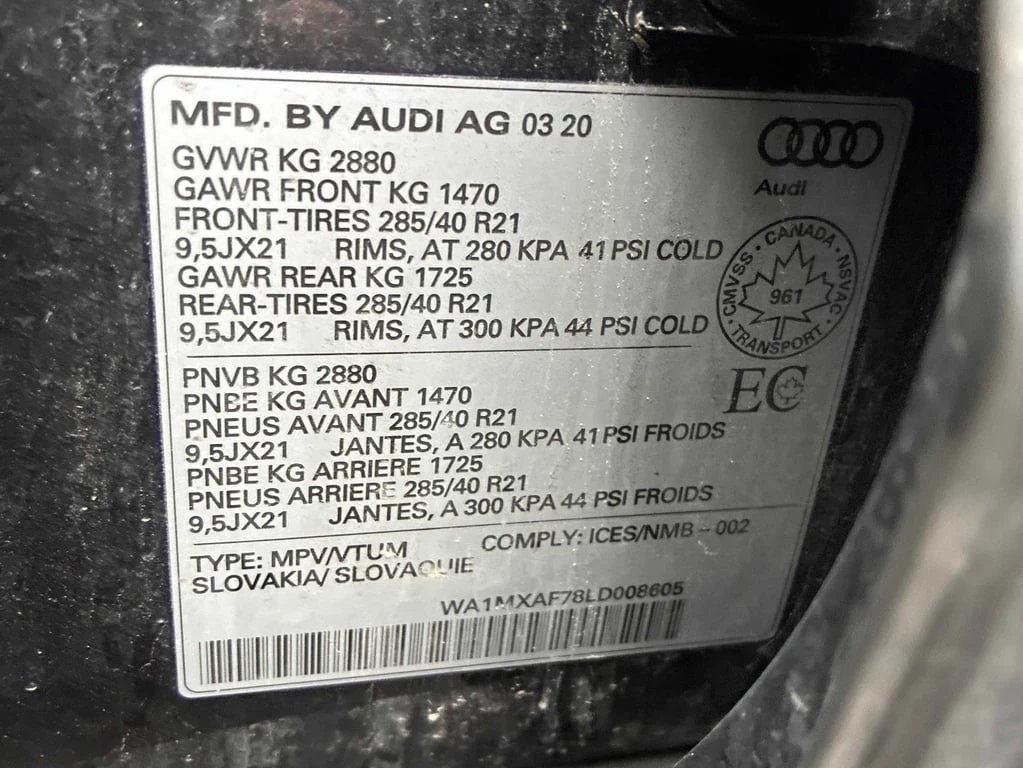 MFD. BY AUDI AG 03 20
Audi
GVWR KG 2880
GAWR FRONT KG 1470
FRONT-TIRES 285/40 R21
9,5JX21 RIMS, AT 280 KPA 41 PSI COLD
GAWR REAR KG 1725
REAR-TIRES 285/40 R21
9,5JX21 RIMS, AT 300 KPA 44 PSI COLD
CMVSS · CANADA · NSVAC · TRANSPORT ·
961
PNVB KG 2880
PNBE KG AVANT 1470
PNEUS AVANT 285/40 R21
9,5JX21 JANTES, A 280 KPA 41 PSI FROIDS
PNBE KG ARRIERE 1725
PNEUS ARRIERE 285/40 R21
9,5JX21 JANTES, A 300 KPA 44 PSI FROIDS
EC
TYPE: MPV/VTUM COMPLY: ICES/NMB - 002
SLOVAKIA/ SLOVAQUIE
WA1MXAF78LD008605